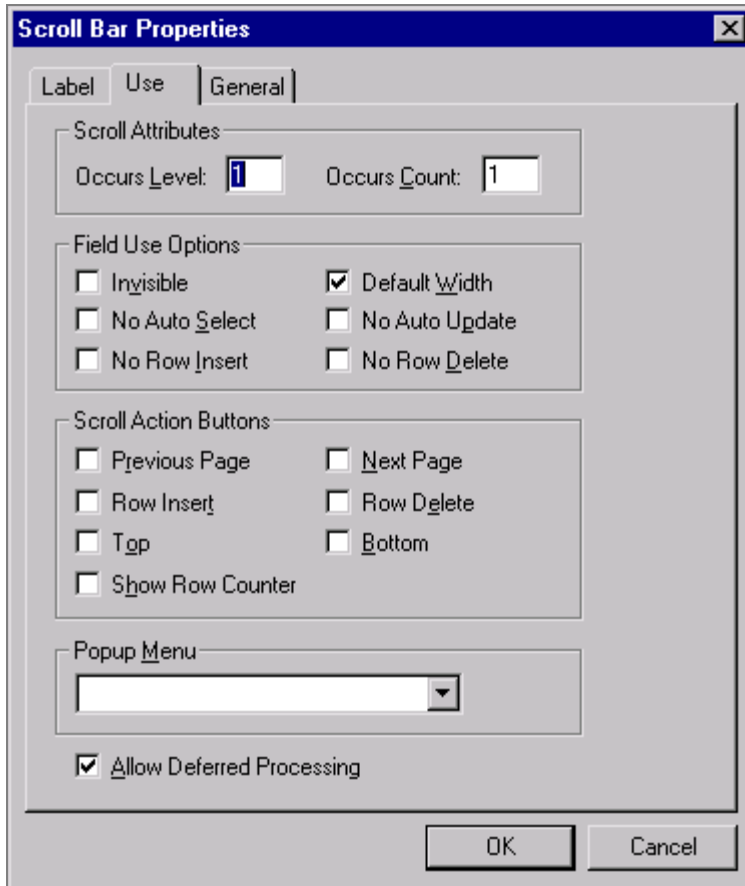 Scroll Bar Properties
Label Use General
Scroll Attributes
Occurs Level: 1 Occurs Count: 1
Field Use Options
Invisible Default Width
No Auto Select No Auto Update
No Row Insert No Row Delete
Scroll Action Buttons
Previous Page Next Page
Row Insert Row Delete
Top Bottom
Show Row Counter
Popup Menu
Allow Deferred Processing
OK Cancel